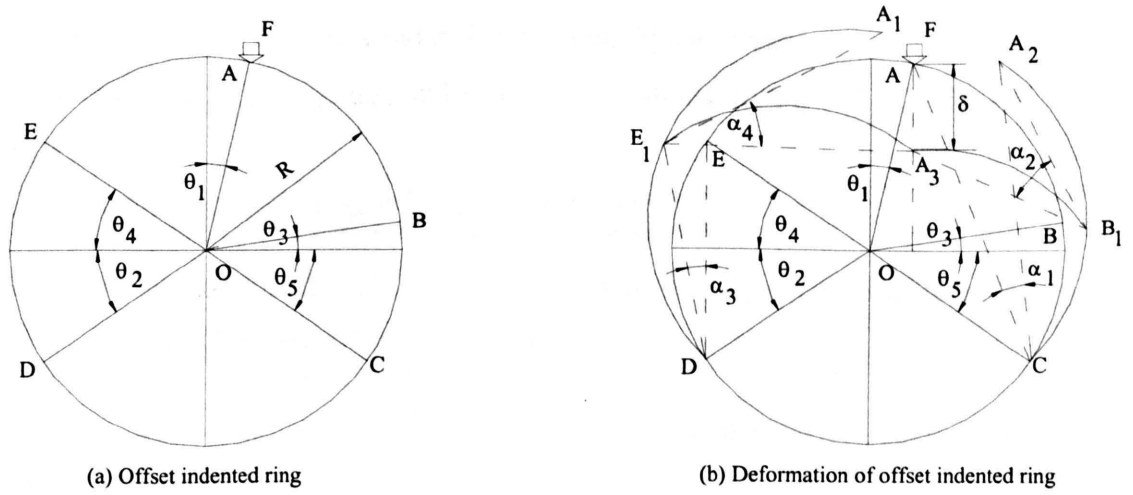 F
A
E
R
θ1
B
θ4
θ3
O
θ2
θ5
D
C
(a) Offset indented ring
A1
F
A2
A
δ
α4
E1
E
A3
α2
θ1
θ3
B
B1
θ4
O
θ2
θ5
α1
α3
D
C
(b) Deformation of offset indented ring